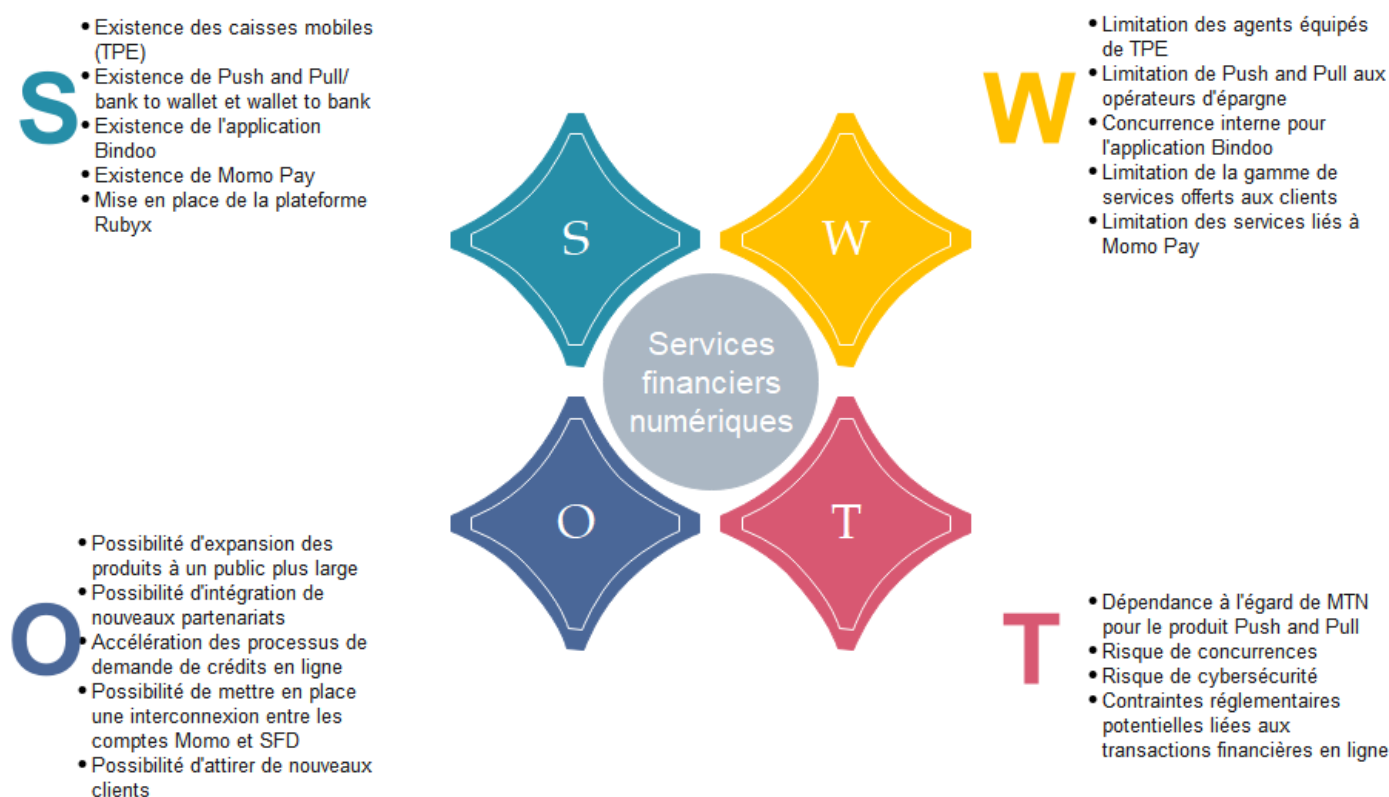 S
• Existence des caisses mobiles
(TPE)
• Existence de Push and Pull/
bank to wallet et wallet to bank
• Existence de l'application
Bindoo
• Existence de Momo Pay
• Mise en place de la plateforme
Rubyx
W
• Limitation des agents équipés
de TPE
• Limitation de Push and Pull aux
opérateurs d'épargne
• Concurrence interne pour
l'application Bindoo
• Limitation de la gamme de
services offerts aux clients
• Limitation des services liés à
Momo Pay
S
W
Services
financiers
numériques
O
T
O
• Possibilité d'expansion des
produits à un public plus large
• Possibilité d'intégration de
nouveaux partenariats
• Accélération des processus de
demande de crédits en ligne
• Possibilité de mettre en place
une interconnexion entre les
comptes Momo et SFD
• Possibilité d'attirer de nouveaux
clients
T
• Dépendance à l'égard de MTN
pour le produit Push and Pull
• Risque de concurrences
• Risque de cybersécurité
• Contraintes réglementaires
potentielles liées aux
transactions financières en ligne